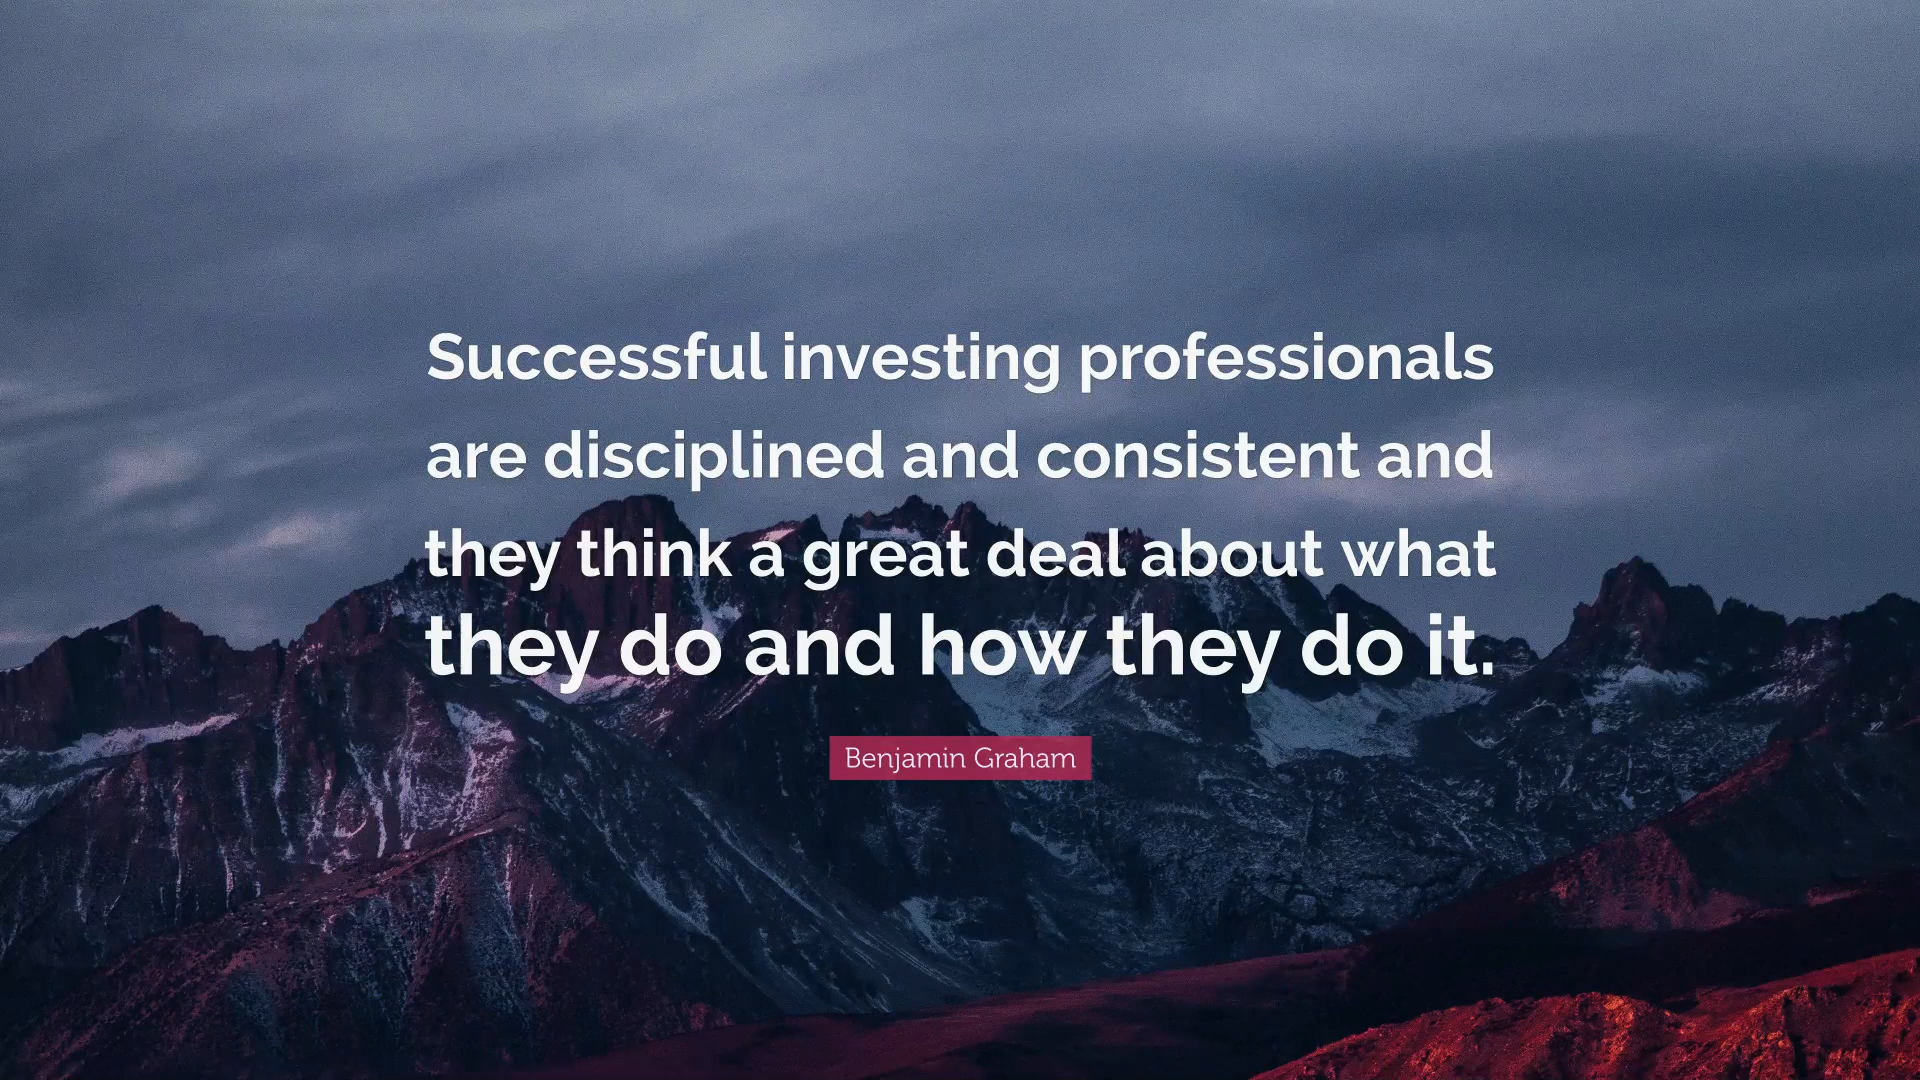 Successful investing professionals
are disciplined and consistent and
they think a great deal about what
they do and how they do it.
Benjamin Graham